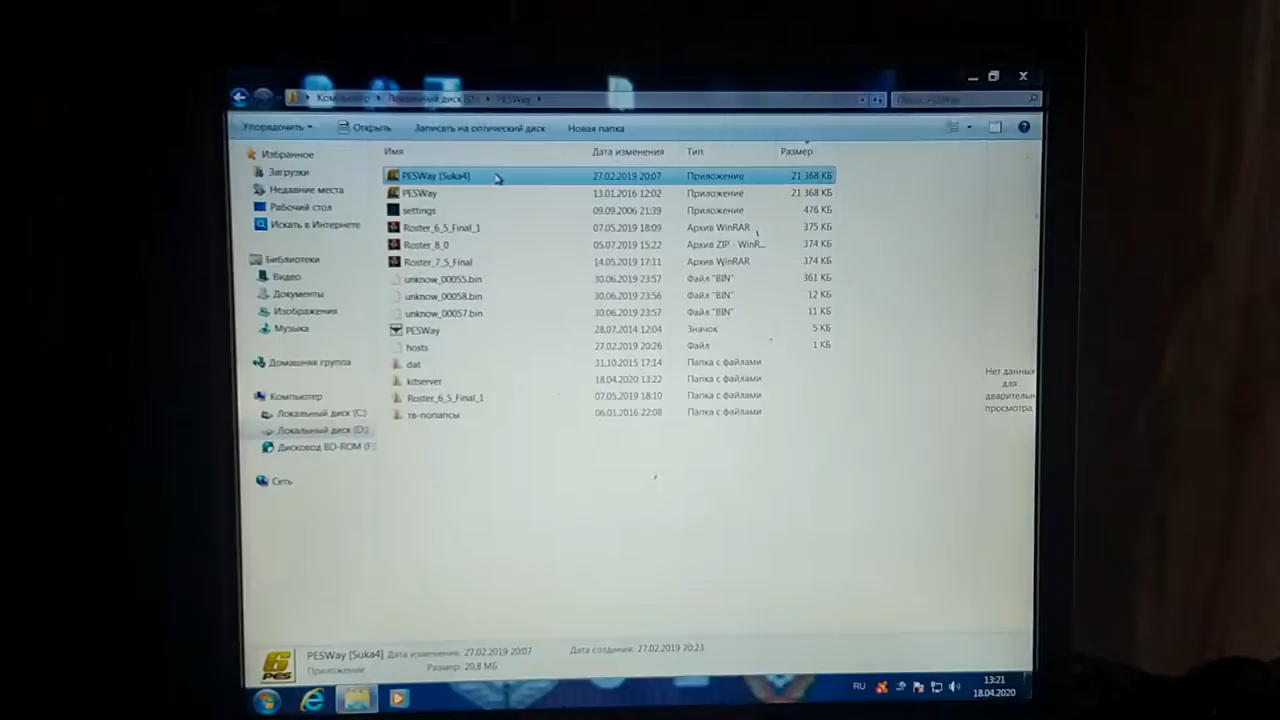 Компьютер Локальный диск (D:) PESWay
Поиск: PESWay
Упорядочить Открыть Записать на оптический диск Новая папка
Имя Дата изменения Тип Размер
PESWay [Suka4] 27.02.2019 20:07 Приложение 21 368 КБ
PESWay 13.01.2016 12:02 Приложение 21 368 КБ
settings 09.09.2006 21:39 Приложение 476 КБ
Roster_6_5_Final_1 07.05.2019 18:09 Архив WinRAR 375 КБ
Roster_8_0 05.07.2019 15:22 Архив ZIP - WinR... 374 КБ
Roster_7_5_Final 14.05.2019 17:11 Архив WinRAR 374 КБ
unknow_00055.bin 30.06.2019 23:57 Файл "BIN" 361 КБ
unknow_00058.bin 30.06.2019 23:56 Файл "BIN" 12 КБ
unknow_00057.bin 30.06.2019 23:57 Файл "BIN" 11 КБ
PESWay 28.07.2014 12:04 Значок 5 КБ
hosts 27.02.2019 20:26 Файл 1 КБ
dat 31.10.2015 17:14 Папка с файлами
kitserver 18.04.2020 13:22 Папка с файлами
Roster_6_5_Final_1 07.05.2019 18:10 Папка с файлами
тв-попапсы 06.01.2016 22:08 Папка с файлами
Избранное
Загрузки
Недавние места
Рабочий стол
Искать в Интернете
Библиотеки
Видео
Документы
Изображения
Музыка
Домашняя группа
Компьютер
Локальный диск (C:)
Локальный диск (D:)
Дисковод BD-ROM (F:
Сеть
Нет данных
для
дварительн
просмотра.
PESWay [Suka4] Дата изменения: 27.02.2019 20:07 Дата создания: 27.02.2019 20:23
Приложение Размер: 20,8 МБ
6
PES
RU
13:21
18.04.2020